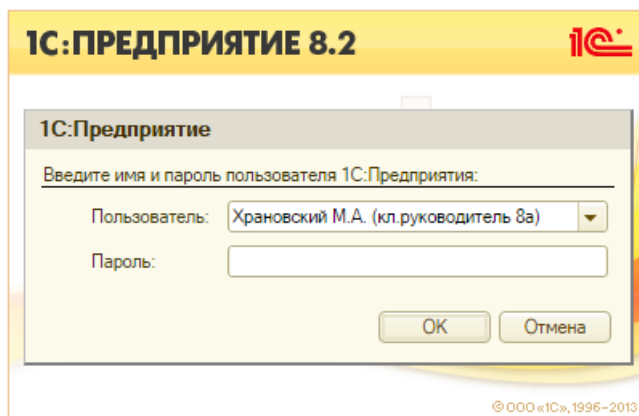 1С:ПРЕДПРИЯТИЕ 8.2 1С
1С:Предприятие
Введите имя и пароль пользователя 1С:Предприятия:
Пользователь: Храновский М.А. (кл.руководитель 8а)
Пароль:
OK Отмена
© ООО «1С», 1996–2013